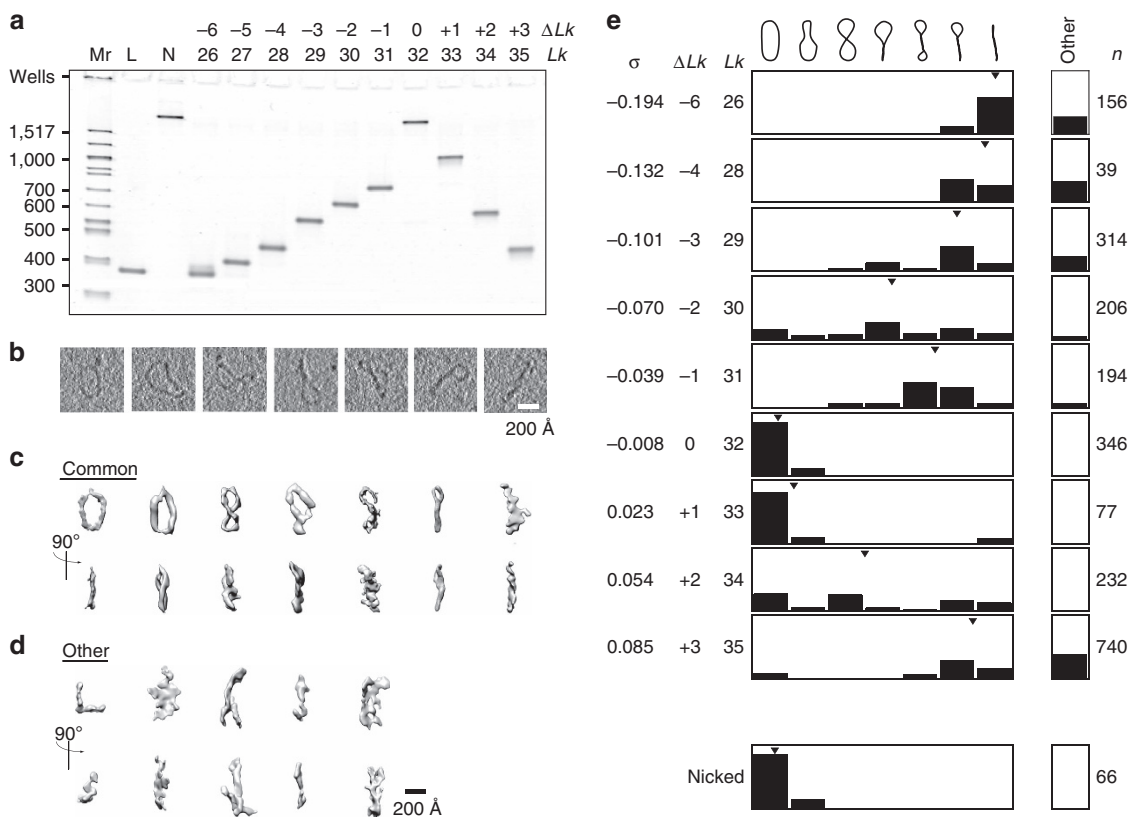 a
–6 –5 –4 –3 –2 –1 0 +1 +2 +3 ΔLk
Mr L N 26 27 28 29 30 31 32 33 34 35 Lk
Wells
1,517
1,000
700
600
500
400
300
b
200 Å
c
Common
90°
d
Other
90°
200 Å
e
σ ΔLk Lk Other n
–0.194 –6 26 156
–0.132 –4 28 39
–0.101 –3 29 314
–0.070 –2 30 206
–0.039 –1 31 194
–0.008 0 32 346
0.023 +1 33 77
0.054 +2 34 232
0.085 +3 35 740
Nicked 66